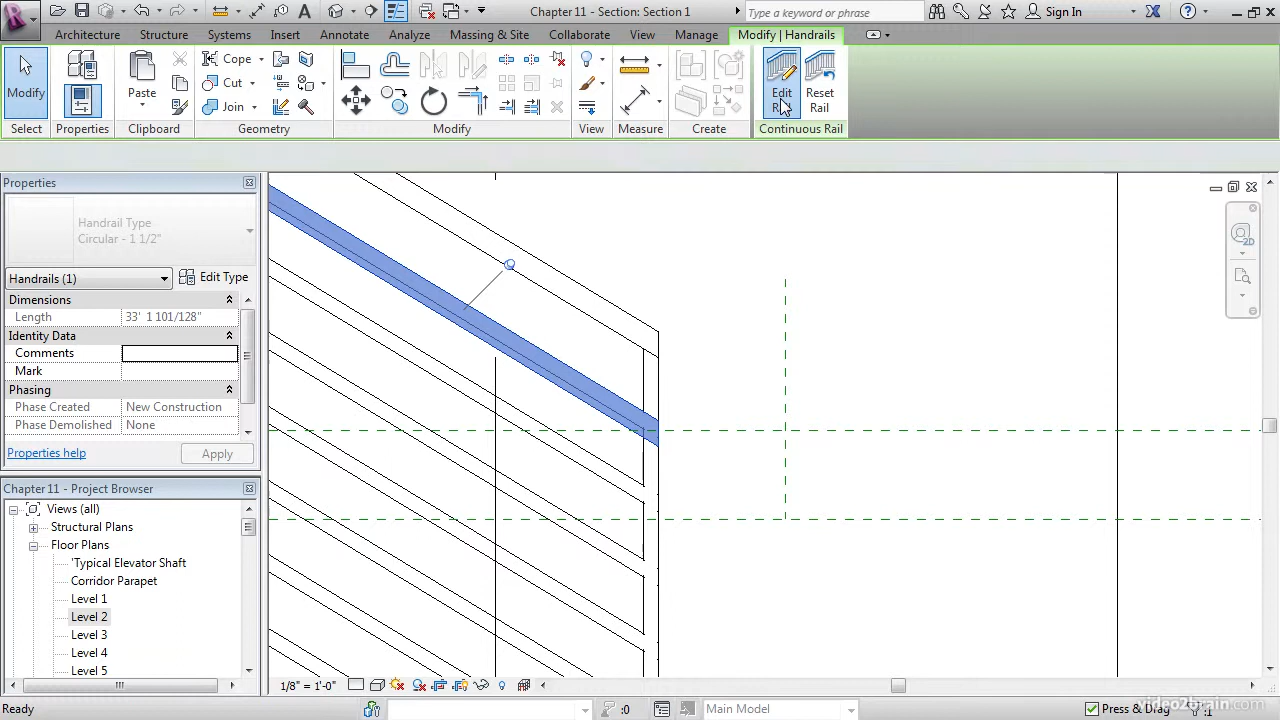 Chapter 11 - Section: Section 1
Type a keyword or phrase
Sign In
Architecture
Systems
Insert
Annotate
Analyze
Massing & Site
Collaborate
View
Manage
Modify | Handrails
Modify
Paste
Cope
Cut
Join
Edit
Reset
Rail
Select
Properties
Clipboard
Geometry
Modify
View
Measure
Create
Continuous Rail
Properties
Handrail Type
Circular - 1 1/2"
Handrails (1)
Edit Type
Dimensions
Length
33' 1 101/128"
Identity Data
Comments
Mark
Phasing
Phase Created
New Construction
Phase Demolished
None
Properties help
Apply
Chapter 11 - Project Browser
Views (all)
Structural Plans
Floor Plans
'Typical Elevator Shaft
Corridor Parapet
Level 1
Level 2
Level 3
Level 4
Level 5
2D
1/8" = 1'-0"
Ready
:0
Main Model
Press & Drag
video2brain.com